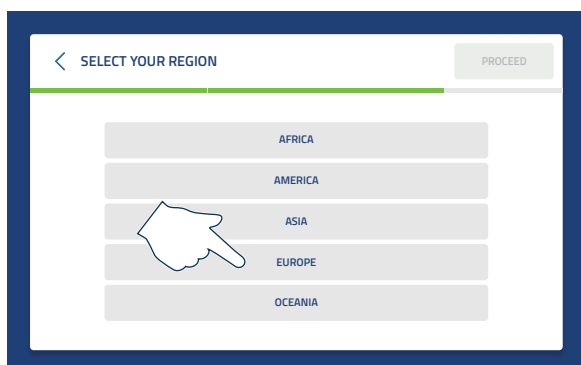 SELECT YOUR REGION
PROCEED
AFRICA
AMERICA
ASIA
EUROPE
OCEANIA